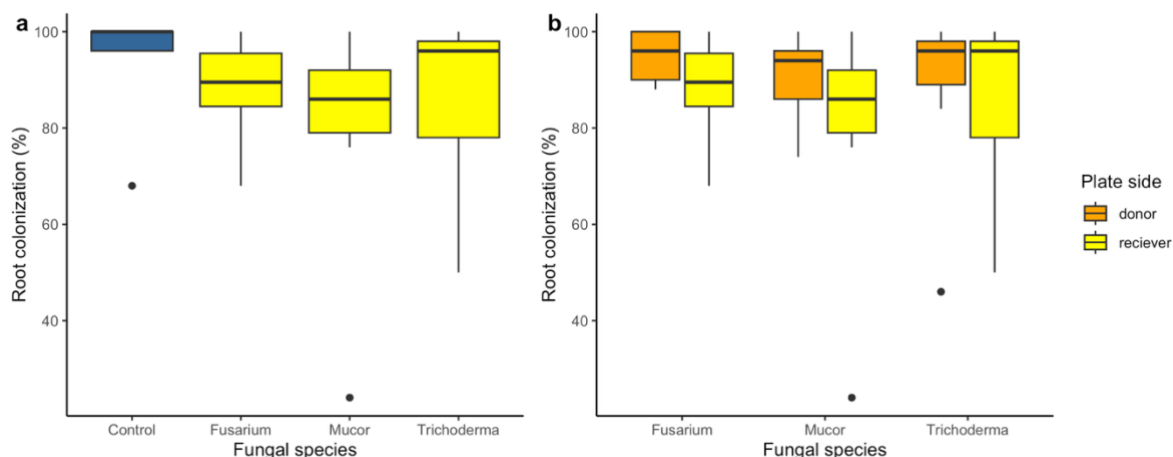 a
Root colonization (%)
100
80
60
40
Control
Fusarium
Mucor
Trichoderma
Fungal species
b
Root colonization (%)
100
80
60
40
Fusarium
Mucor
Trichoderma
Fungal species
Plate side
donor
reciever